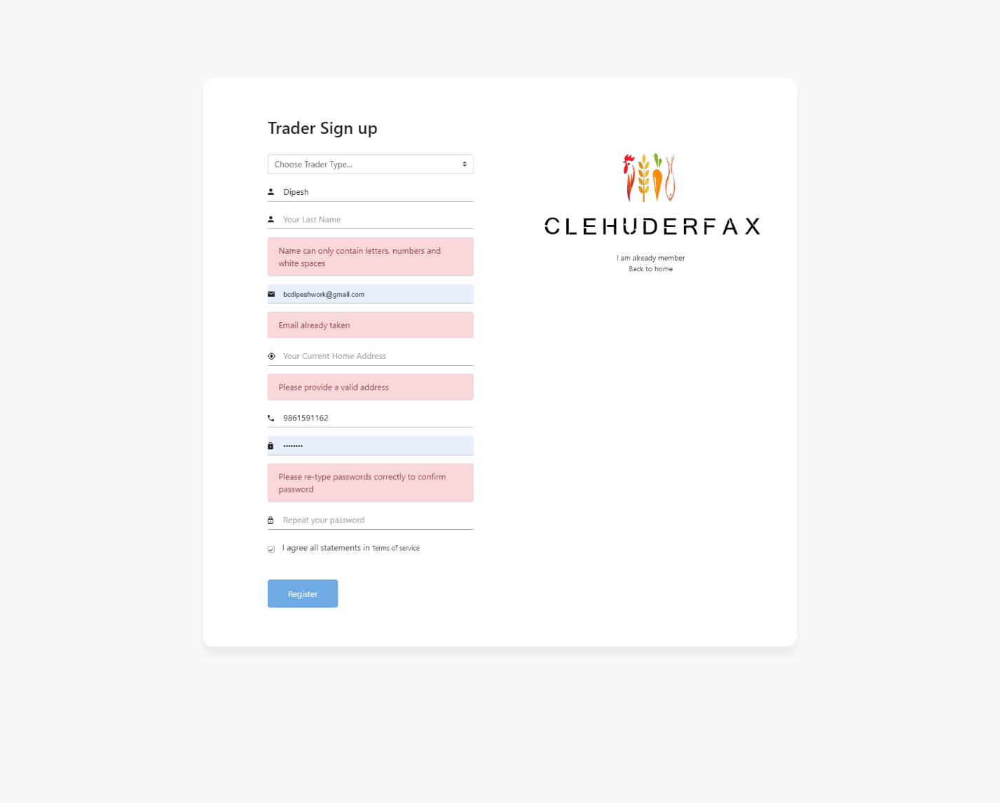 Trader Sign up
Choose Trader Type...
Dipesh
Your Last Name
Name can only contain letters, numbers and
white spaces
bcdipeshwork@gmail.com
Email already taken
Your Current Home Address
Please provide a valid address
9861591162
••••••••
Please re-type passwords correctly to confirm
password
Repeat your password
I agree all statements in Terms of service
Register
CLEHUDERFAX
I am already member
Back to home